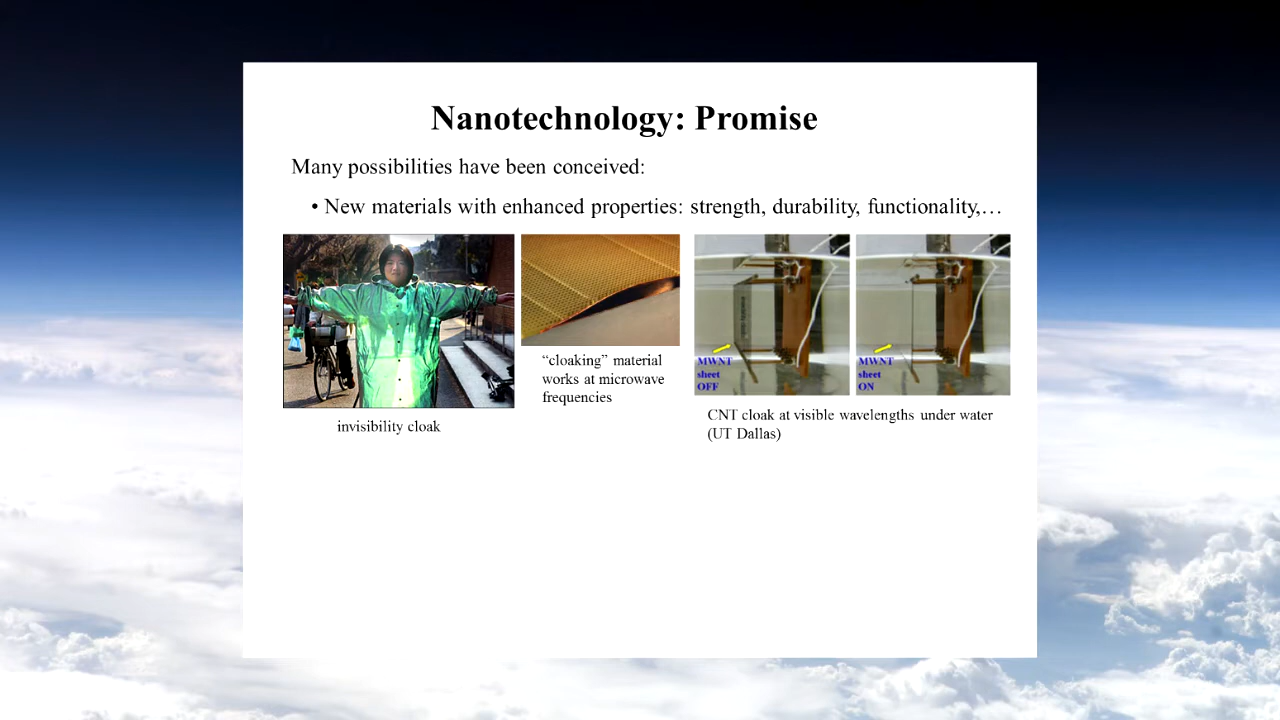 Nanotechnology: Promise
Many possibilities have been conceived:
• New materials with enhanced properties: strength, durability, functionality,…
invisibility cloak
“cloaking” material
works at microwave
frequencies
MWNT
sheet
OFF
MWNT
sheet
ON
CNT cloak at visible wavelengths under water
(UT Dallas)